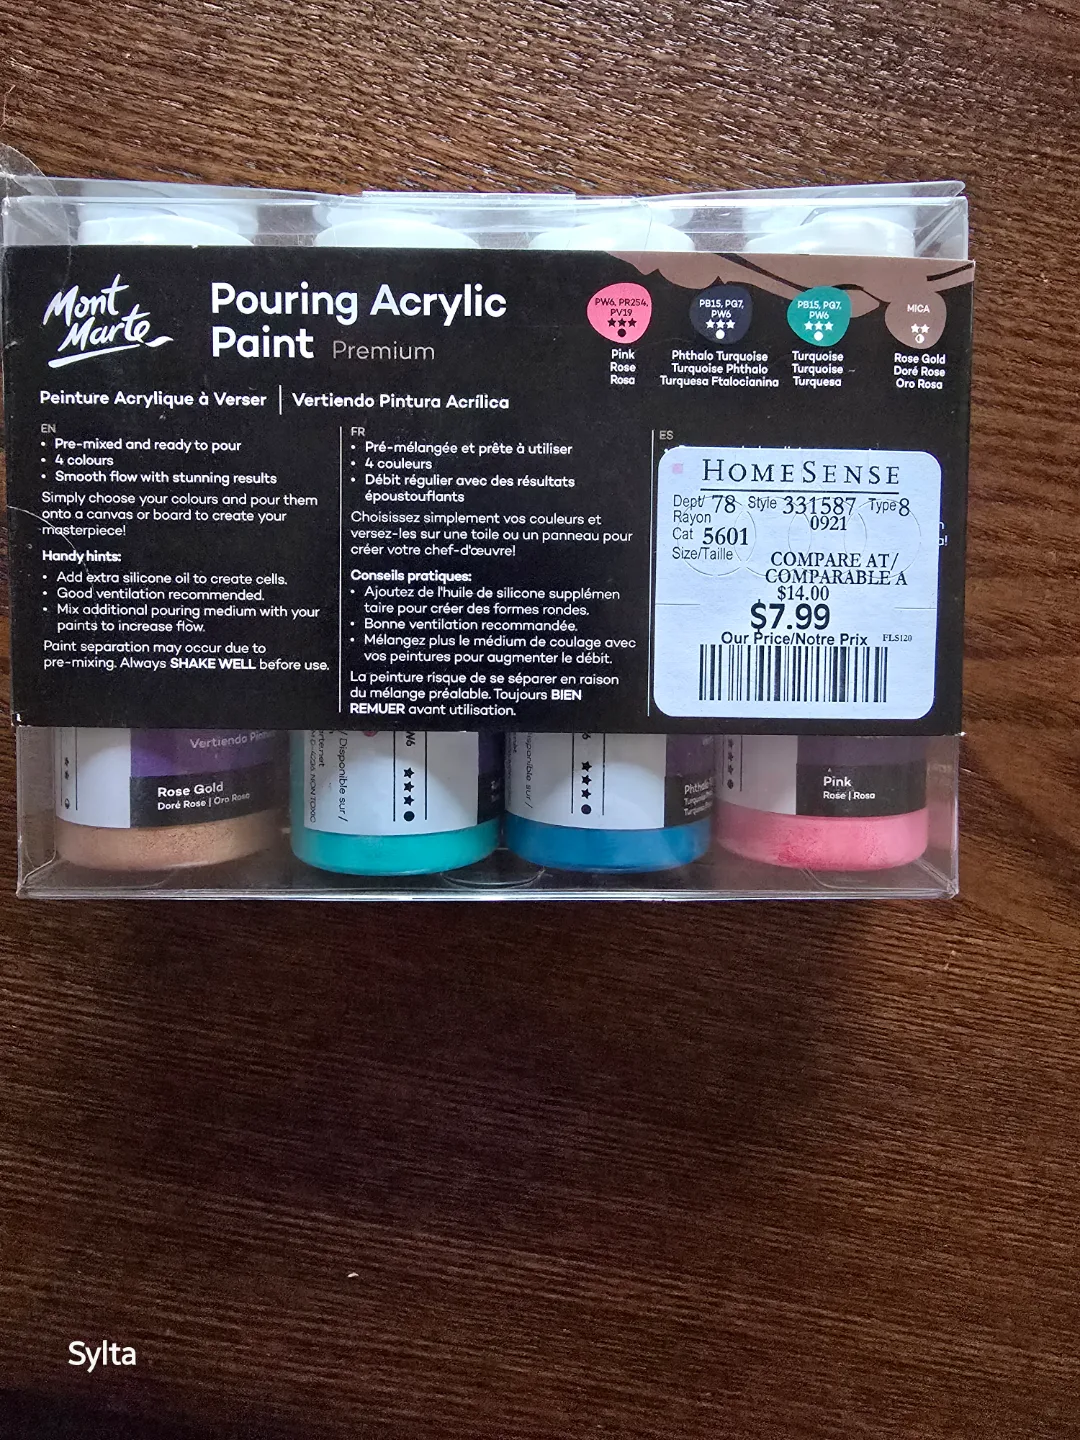 Mont
Marte
Pouring Acrylic
Paint Premium
Peinture Acrylique à Verser | Vertiendo Pintura Acrílica
PW6, PR254,
PV19
Pink
Rose
Rosa
PB15, PG7,
PW6
Phthalo Turquoise
Turquoise Phthalo
Turquesa Ftalocianina
PB15, PG7,
PW6
Turquoise
Turquoise
Turquesa
MICA
Rose Gold
Doré Rose
Oro Rosa
EN
• Pre-mixed and ready to pour
• 4 colours
• Smooth flow with stunning results
Simply choose your colours and pour them
onto a canvas or board to create your
masterpiece!
Handy hints:
• Add extra silicone oil to create cells.
• Good ventilation recommended.
• Mix additional pouring medium with your
paints to increase flow.
Paint separation may occur due to
pre-mixing. Always SHAKE WELL before use.
FR
• Pré-mélangée et prête à utiliser
• 4 couleurs
• Débit régulier avec des résultats
époustouflants
Choisissez simplement vos couleurs et
versez-les sur une toile ou un panneau pour
créer votre chef-d'œuvre!
Conseils pratiques:
• Ajoutez de l'huile de silicone supplémen
taire pour créer des formes rondes.
• Bonne ventilation recommandée.
• Mélangez plus le médium de coulage avec
vos peintures pour augmenter le débit.
La peinture risque de se séparer en raison
du mélange préalable. Toujours BIEN
REMUER avant utilisation.
ES
HOMESENSE
Dept/ 78 Style 331587 Type 8
Rayon
0921
Cat 5601
Size/Taille
COMPARE AT/
COMPARABLE A
$14.00
$7.99
Our Price/Notre Prix FLS120
Vertiendo
Rose Gold
Doré Rose | Oro Rosa
/ Disponible sur /
NON TOXIC
W6
Pink
Rose | Rosa
Sylta